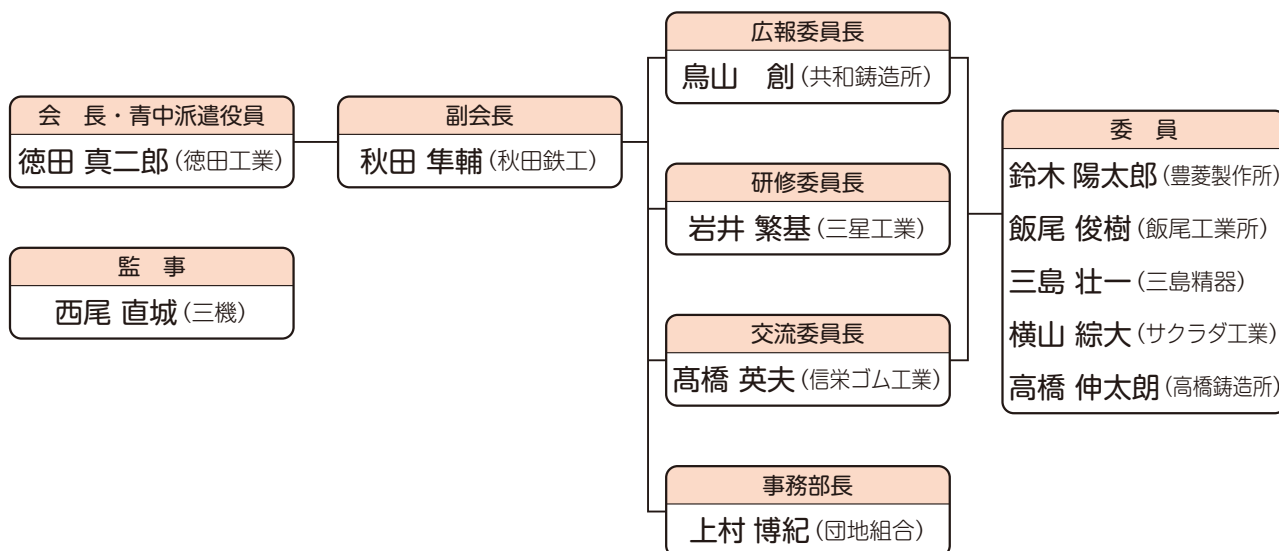 会　長・青中派遣役員
徳田 真二郎 (徳田工業)
監　事
西尾 直城 (三機)
副会長
秋田 隼輔 (秋田鉄工)
広報委員長
鳥山　創 (共和鋳造所)
研修委員長
岩井 繁基 (三星工業)
交流委員長
髙橋 英夫 (信栄ゴム工業)
事務部長
上村 博紀 (団地組合)
委　員
鈴木 陽太郎 (豊菱製作所)
飯尾 俊樹 (飯尾工業所)
三島 壮一 (三島精器)
横山 綜大 (サクラダ工業)
高橋 伸太朗 (高橋鋳造所)